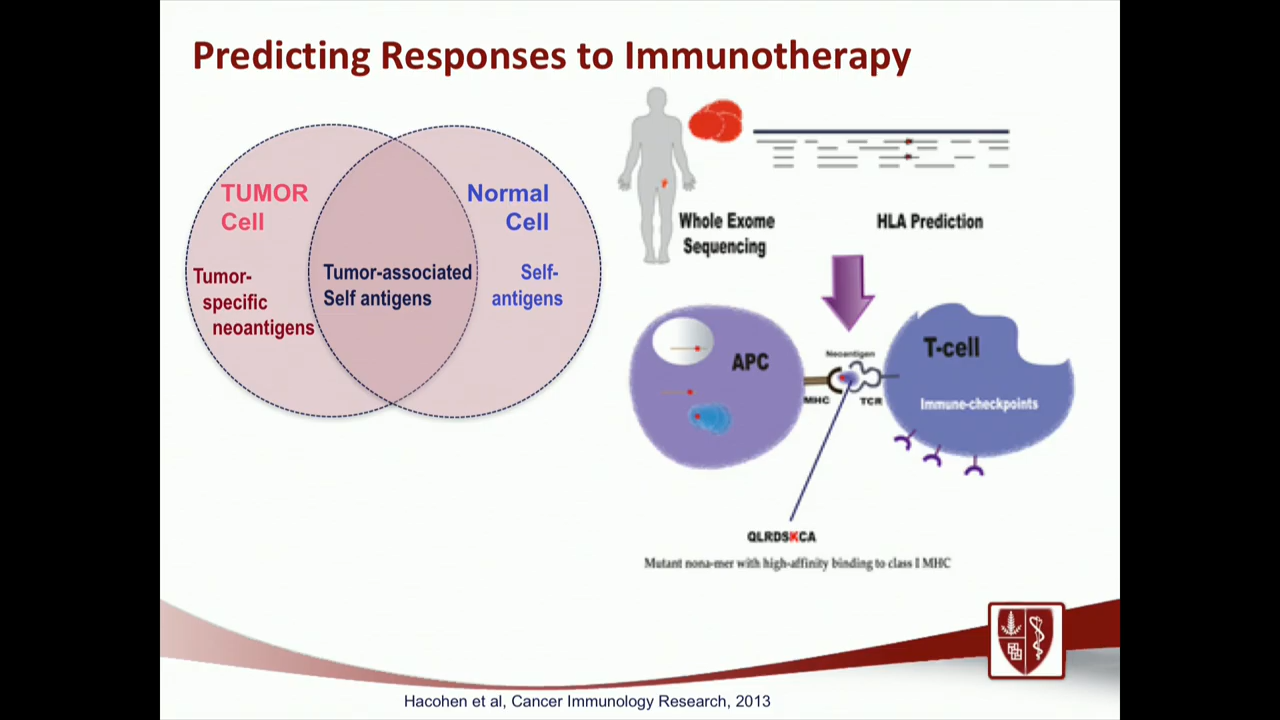 Predicting Responses to Immunotherapy
TUMOR
Cell
Normal
Cell
Tumor-
specific
neoantigens
Tumor-associated
Self antigens
Self-
antigens
Whole Exome
Sequencing
HLA Prediction
APC
Neoantigen
MHC
TCR
T-cell
Immune-checkpoints
QLRDSKCA
Mutant nona-mer with high-affinity binding to class I MHC
Hacohen et al, Cancer Immunology Research, 2013